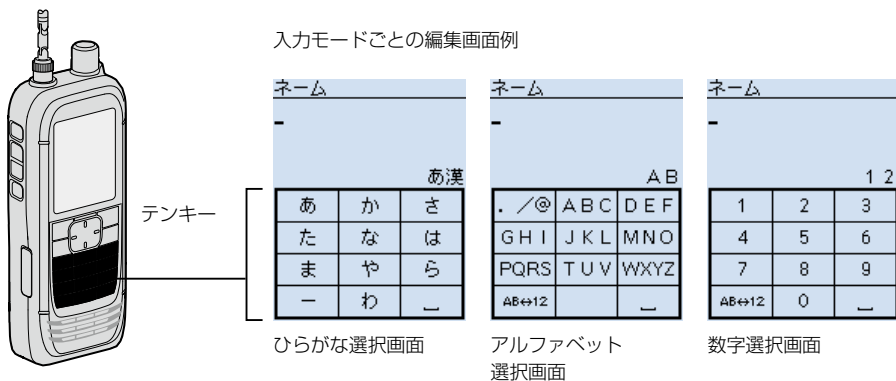 入力モードごとの編集画面例
ネーム
あ漢
あ か さ
た な は
ま や ら
ー わ ␣
ひらがな選択画面
ネーム
AB
. ／@ ABC DEF
GHI JKL MNO
PQRS TUV WXYZ
AB⇔12 ␣
アルファベット
選択画面
ネーム
12
1 2 3
4 5 6
7 8 9
AB⇔12 0 ␣
数字選択画面
テンキー